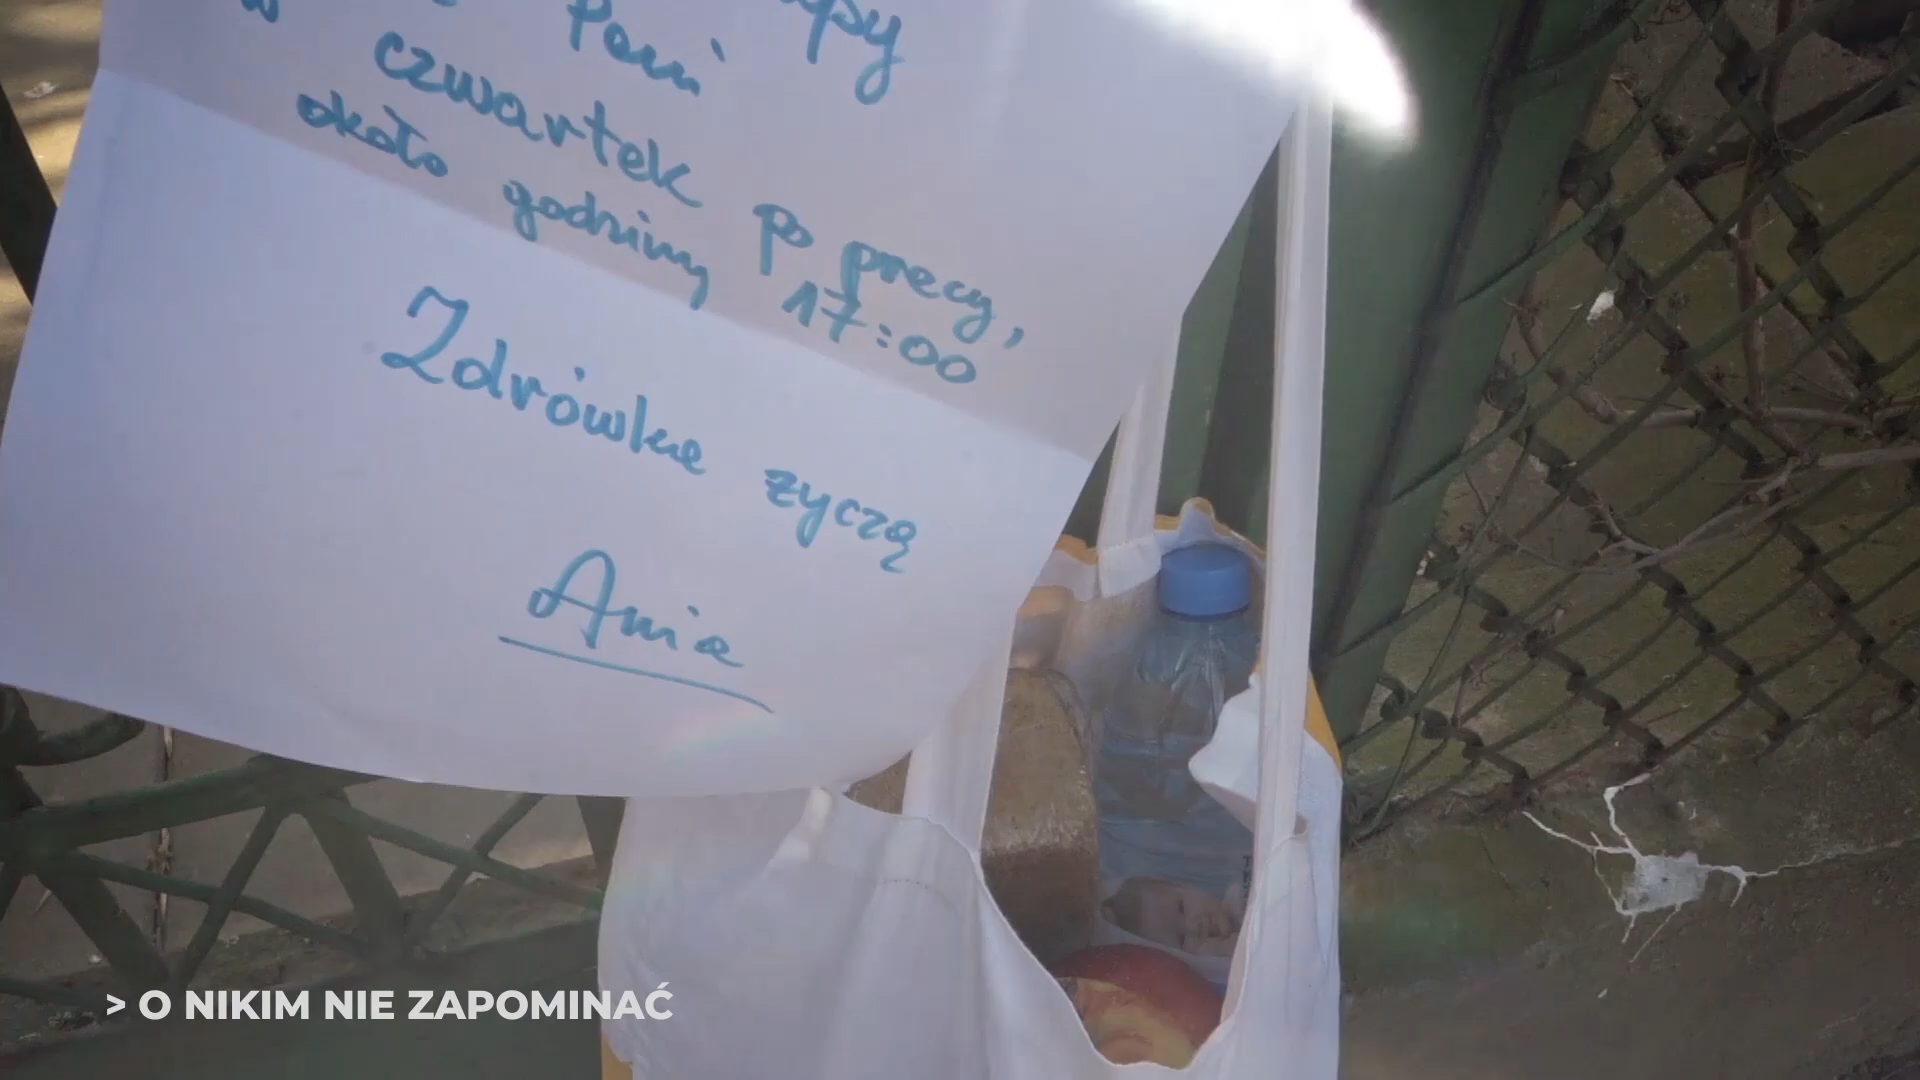 Pani
w czwartek po pracy,
około godziny 17:00
Zdrówka życzę
Ania
> O NIKIM NIE ZAPOMINAĆ